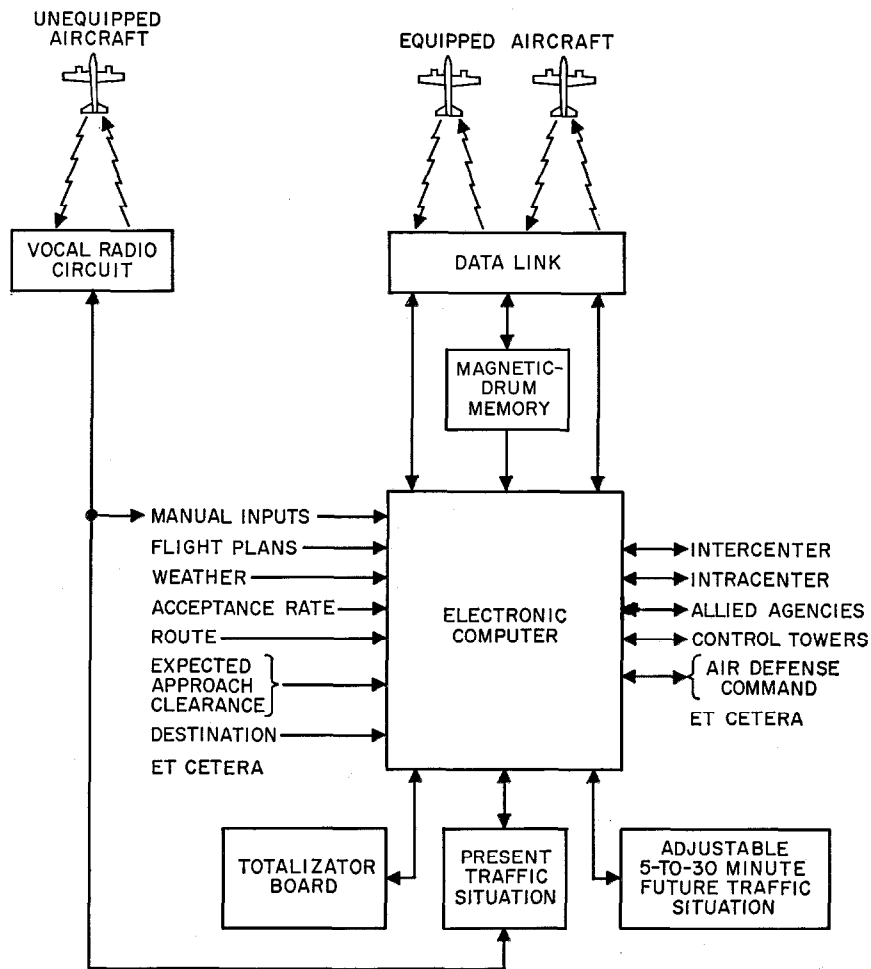 UNEQUIPPED
AIRCRAFT
EQUIPPED AIRCRAFT
VOCAL RADIO
CIRCUIT
DATA LINK
MAGNETIC-
DRUM
MEMORY
MANUAL INPUTS
FLIGHT PLANS
WEATHER
ACCEPTANCE RATE
ROUTE
EXPECTED
APPROACH
CLEARANCE
DESTINATION
ET CETERA
ELECTRONIC
COMPUTER
INTERCENTER
INTRACENTER
ALLIED AGENCIES
CONTROL TOWERS
AIR DEFENSE
COMMAND
ET CETERA
TOTALIZATOR
BOARD
PRESENT
TRAFFIC
SITUATION
ADJUSTABLE
5-TO-30 MINUTE
FUTURE TRAFFIC
SITUATION